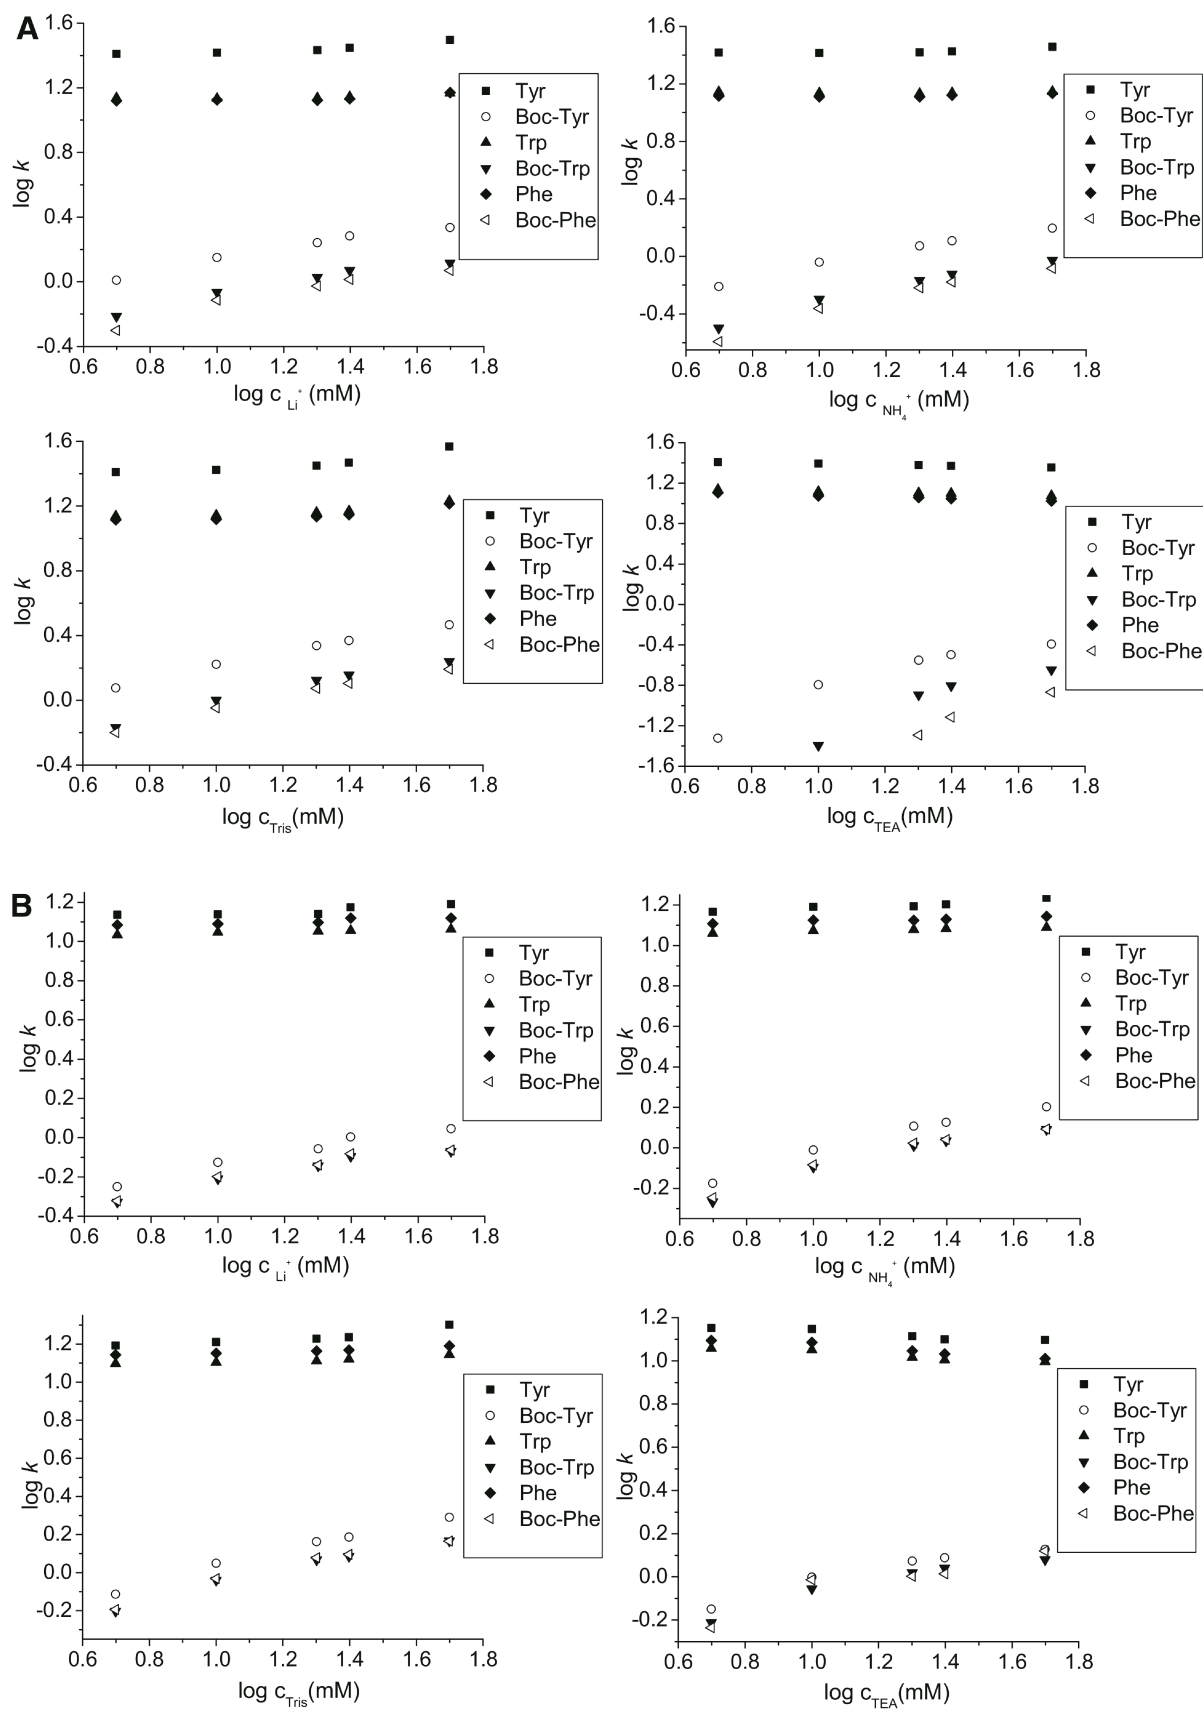 A
1.6
1.2
0.8
0.4
0.0
-0.4
log k
0.6 0.8 1.0 1.2 1.4 1.6 1.8
log c Li+ (mM)
Tyr
Boc-Tyr
Trp
Boc-Trp
Phe
Boc-Phe
1.6
1.2
0.8
0.4
0.0
-0.4
log k
0.6 0.8 1.0 1.2 1.4 1.6 1.8
log c NH4+ (mM)
Tyr
Boc-Tyr
Trp
Boc-Trp
Phe
Boc-Phe
1.6
1.2
0.8
0.4
0.0
-0.4
log k
0.6 0.8 1.0 1.2 1.4 1.6 1.8
log cTris(mM)
Tyr
Boc-Tyr
Trp
Boc-Trp
Phe
Boc-Phe
1.6
1.2
0.8
0.4
0.0
-0.4
-0.8
-1.2
-1.6
log k
0.6 0.8 1.0 1.2 1.4 1.6 1.8
log cTEA(mM)
Tyr
Boc-Tyr
Trp
Boc-Trp
Phe
Boc-Phe
B
1.2
1.0
0.8
0.6
0.4
0.2
0.0
-0.2
-0.4
log k
0.6 0.8 1.0 1.2 1.4 1.6 1.8
log c Li+ (mM)
Tyr
Boc-Tyr
Trp
Boc-Trp
Phe
Boc-Phe
1.2
1.0
0.8
0.6
0.4
0.2
0.0
-0.2
log k
0.6 0.8 1.0 1.2 1.4 1.6 1.8
log c NH4+ (mM)
Tyr
Boc-Tyr
Trp
Boc-Trp
Phe
Boc-Phe
1.2
1.0
0.8
0.6
0.4
0.2
0.0
-0.2
log k
0.6 0.8 1.0 1.2 1.4 1.6 1.8
log cTris(mM)
Tyr
Boc-Tyr
Trp
Boc-Trp
Phe
Boc-Phe
1.2
1.0
0.8
0.6
0.4
0.2
0.0
-0.2
log k
0.6 0.8 1.0 1.2 1.4 1.6 1.8
log cTEA(mM)
Tyr
Boc-Tyr
Trp
Boc-Trp
Phe
Boc-Phe